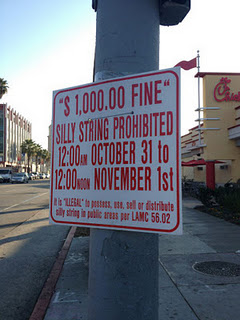 "$ 1,000.00 FINE"
SILLY STRING PROHIBITED
12:00AM OCTOBER 31 to
12:00NOON NOVEMBER 1st
It is "ILLEGAL" to possess, use, sell or distribute
silly string in public areas per LAMC 56.02
Chick